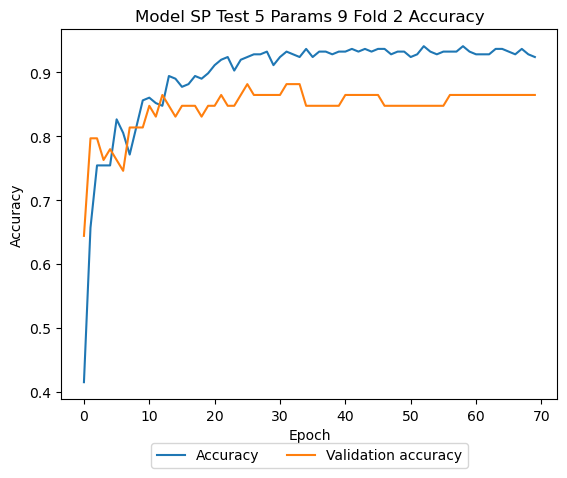 Model SP Test 5 Params 9 Fold 2 Accuracy
Accuracy
0.9
0.8
0.7
0.6
0.5
0.4
0 10 20 30 40 50 60 70
Epoch
Accuracy Validation accuracy